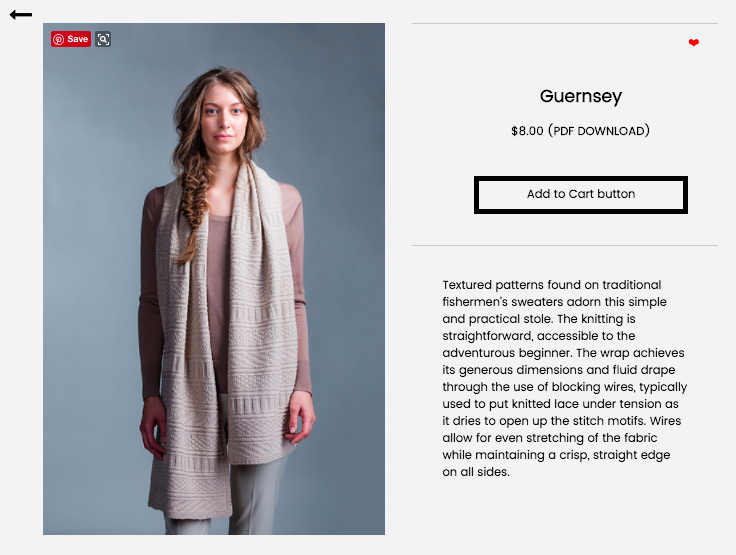 Save
Guernsey
$8.00 (PDF DOWNLOAD)
Add to Cart button
Textured patterns found on traditional
fishermen's sweaters adorn this simple
and practical stole. The knitting is
straightforward, accessible to the
adventurous beginner. The wrap achieves
its generous dimensions and fluid drape
through the use of blocking wires, typically
used to put knitted lace under tension as
it dries to open up the stitch motifs. Wires
allow for even stretching of the fabric
while maintaining a crisp, straight edge
on all sides.